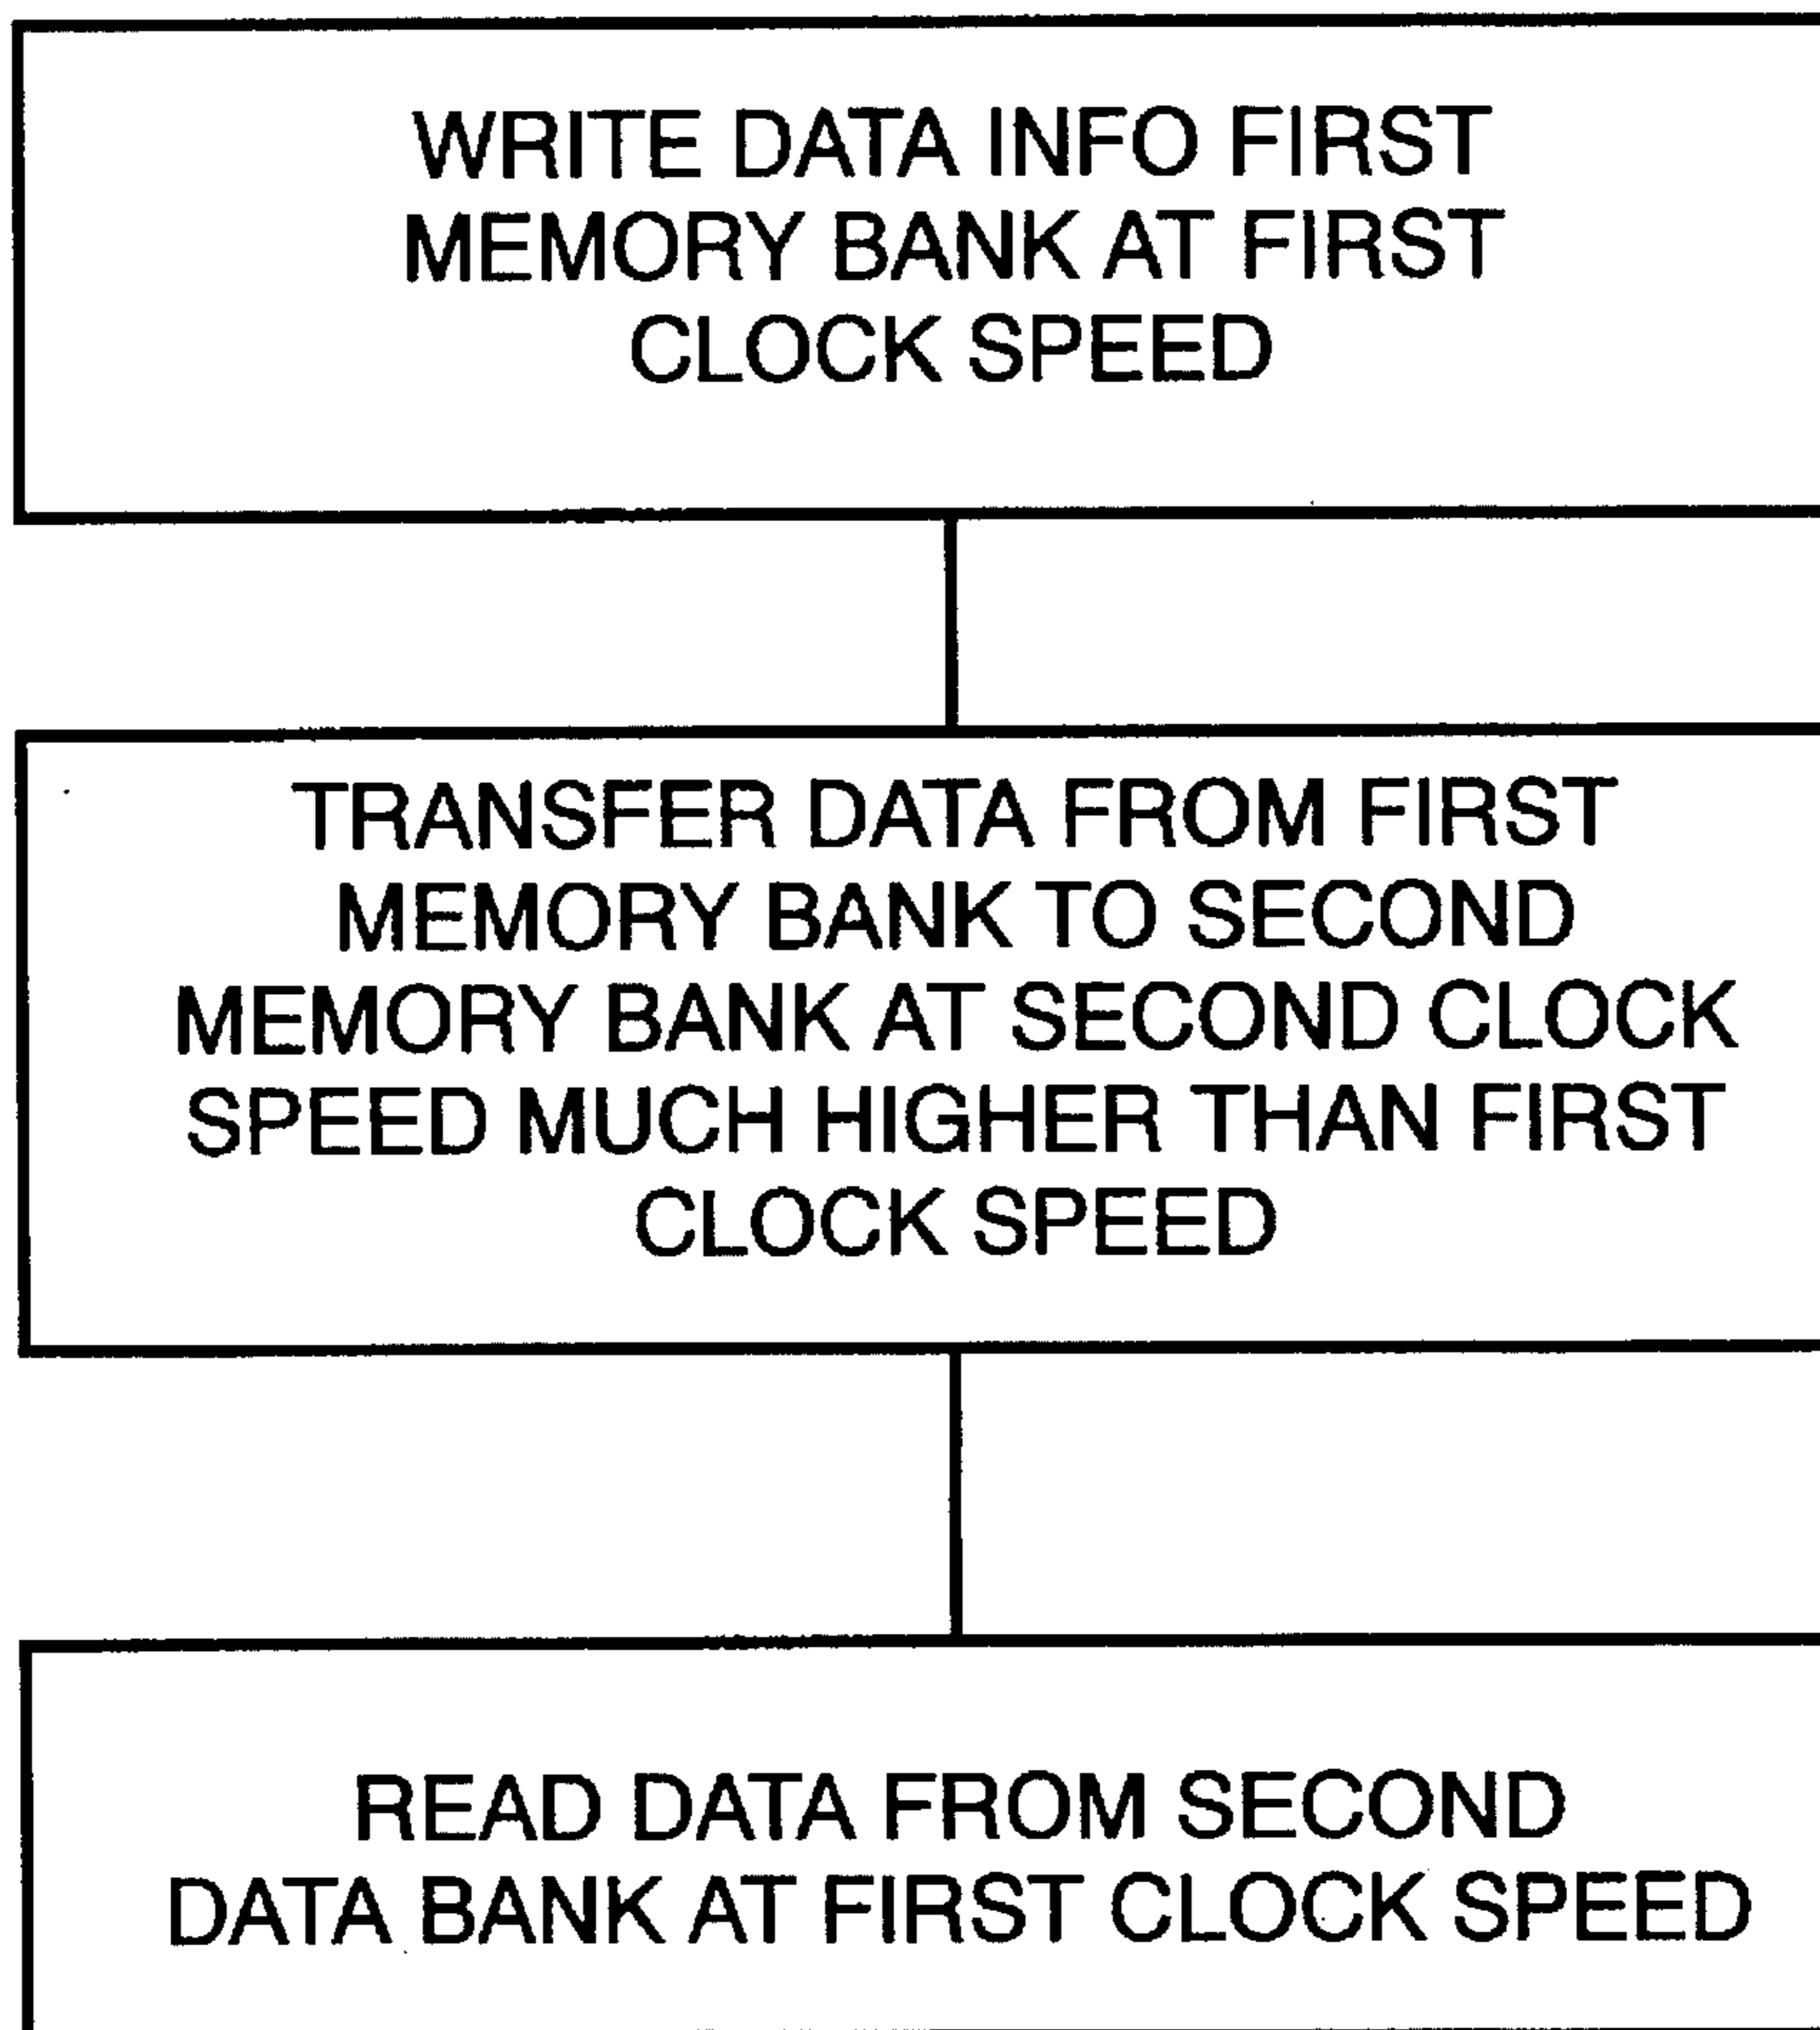 WRITE DATA INFO FIRST
MEMORY BANK AT FIRST
CLOCK SPEED
TRANSFER DATA FROM FIRST
MEMORY BANK TO SECOND
MEMORY BANK AT SECOND CLOCK
SPEED MUCH HIGHER THAN FIRST
CLOCK SPEED
READ DATA FROM SECOND
DATA BANK AT FIRST CLOCK SPEED